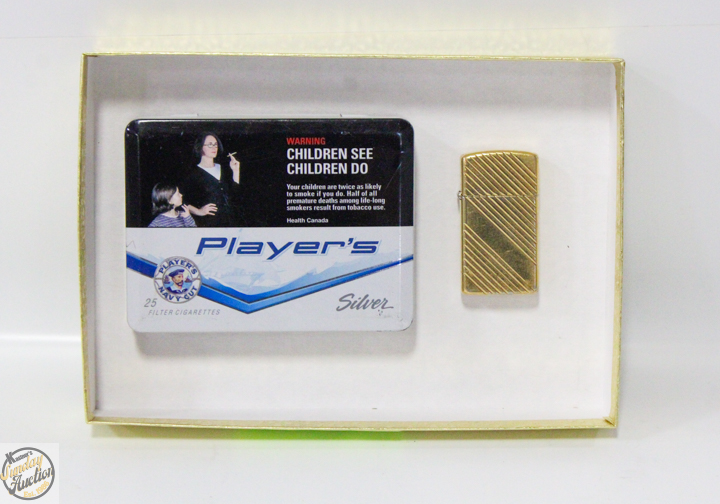 WARNING
CHILDREN SEE
CHILDREN DO
Your children are twice as likely
to smoke if you do. Half of all
premature deaths among life-long
smokers result from tobacco use.
Health Canada
Player's
PLAYER'S
NAVY CUT
25
FILTER CIGARETTES
Silver
Sunday
Auction